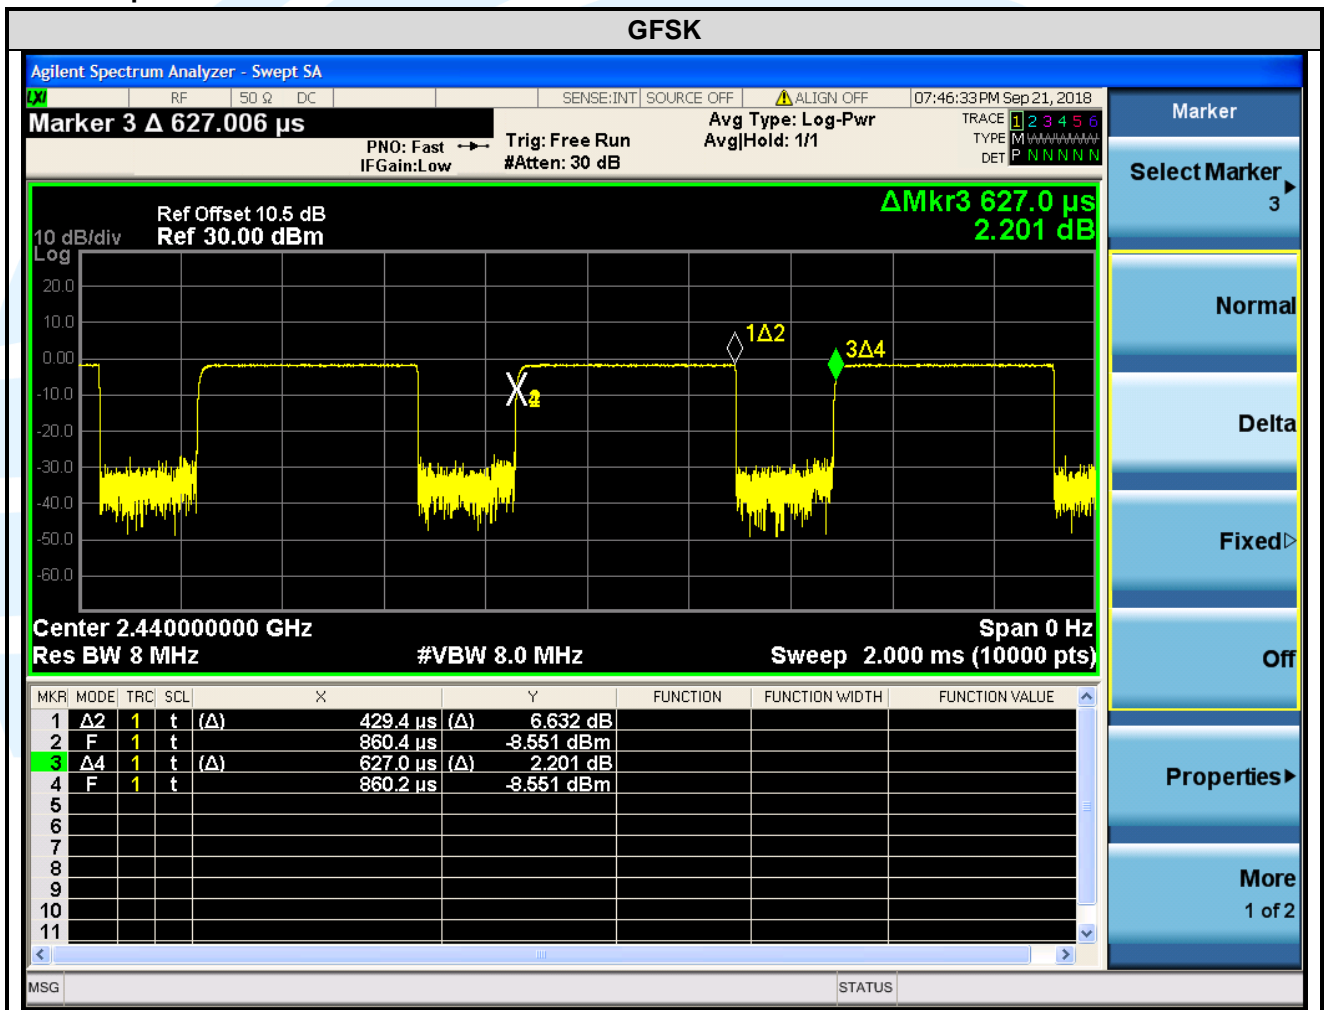 GFSK
Agilent Spectrum Analyzer - Swept SA
LXI RF 50 Ω DC SENSE:INT SOURCE OFF ALIGN OFF 07:46:33 PM Sep 21, 2018
Marker 3 Δ 627.006 µs
PNO: Fast
IFGain:Low
Trig: Free Run
#Atten: 30 dB
Avg Type: Log-Pwr
Avg|Hold: 1/1
TRACE 1 2 3 4 5 6
TYPE M WWWWW
DET P N N N N N
Marker
Select Marker
3
Normal
Delta
Fixed
Off
Properties
More
1 of 2
ΔMkr3 627.0 µs
2.201 dB
Ref Offset 10.5 dB
10 dB/div Ref 30.00 dBm
Log
20.0
10.0
0.00
-10.0
-20.0
-30.0
-40.0
-50.0
-60.0
1Δ2
3Δ4
Center 2.440000000 GHz Span 0 Hz
Res BW 8 MHz #VBW 8.0 MHz Sweep 2.000 ms (10000 pts)
MKR MODE TRC SCL X Y FUNCTION FUNCTION WIDTH FUNCTION VALUE
1 Δ2 1 t (Δ) 429.4 µs (Δ) 6.632 dB
2 F 1 t 860.4 µs -8.551 dBm
3 Δ4 1 t (Δ) 627.0 µs (Δ) 2.201 dB
4 F 1 t 860.2 µs -8.551 dBm
5
6
7
8
9
10
11
MSG STATUS